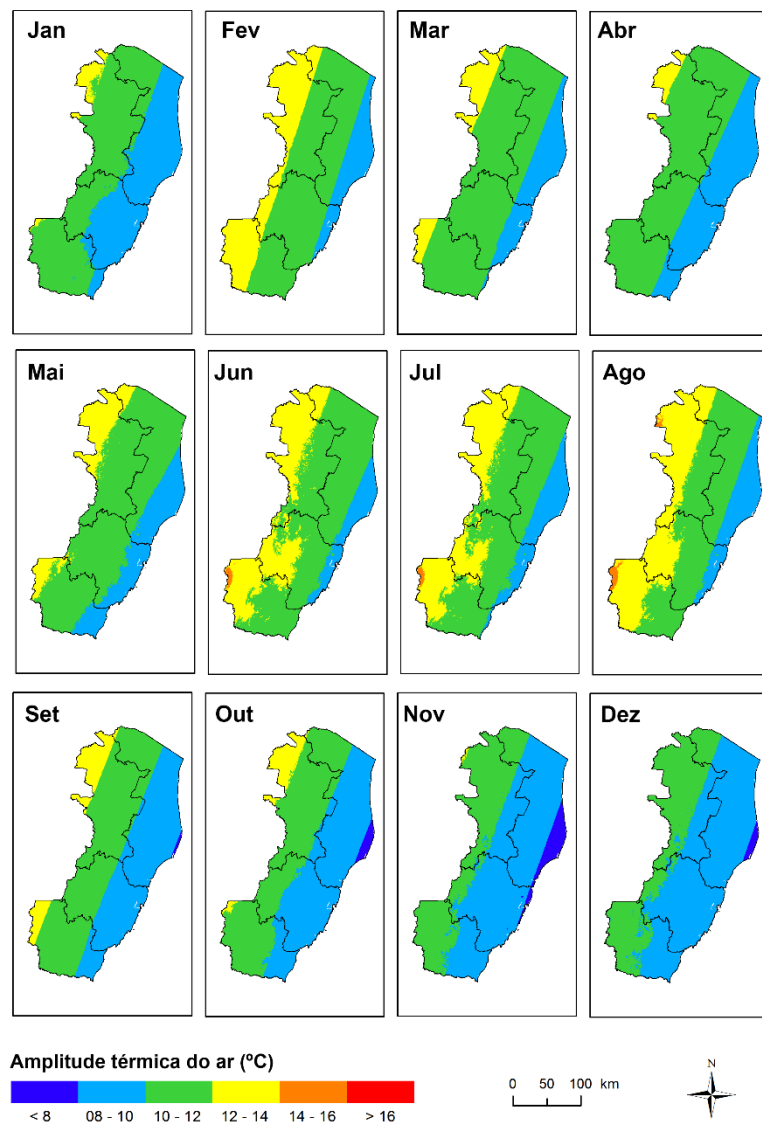 Jan Fev Mar Abr
Mai Jun Jul Ago
Set Out Nov Dez
Amplitude térmica do ar (ºC)
< 8 08 - 10 10 - 12 12 - 14 14 - 16 > 16
0 50 100 km
N